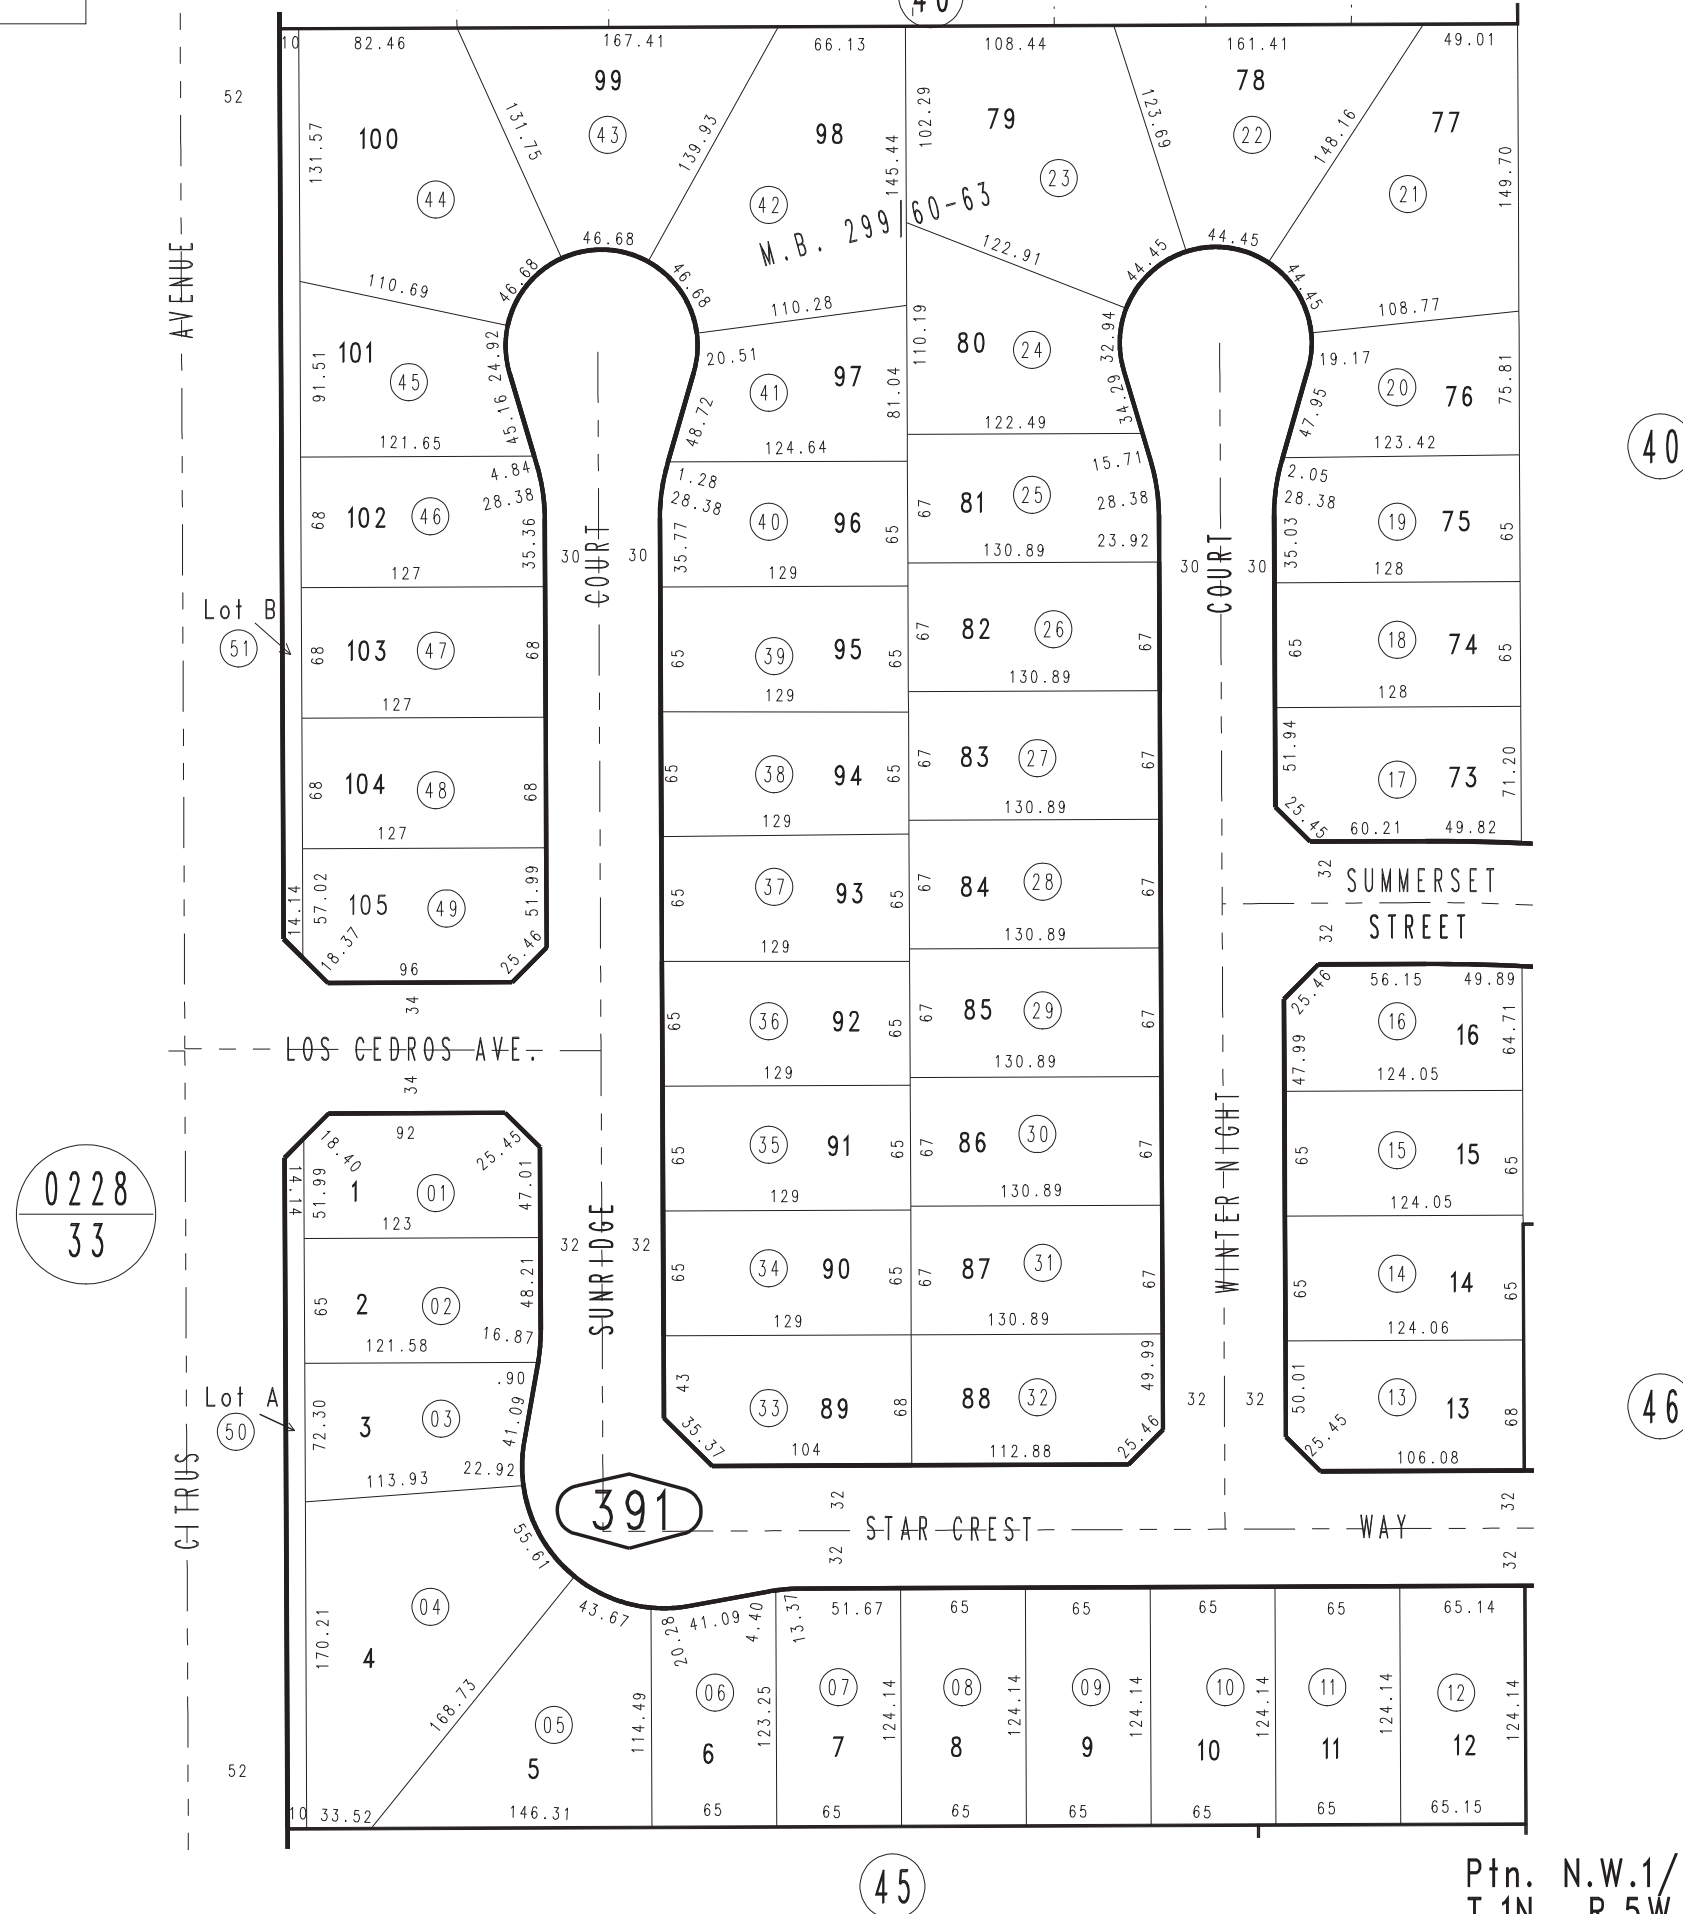 40
10 82.46 167.41 66.13 108.44 161.41 49.01
52
99 78
100 98 79 77
43 22
131.57 131.75 139.93 145.44 102.29 123.69 148.16 149.70
44 42 23 21
M.B. 299/60-63
AVENUE
46.68 44.45
46.68 46.68 122.91 44.45 44.45
110.69 110.28 108.77
101 45 91.51 24.92 45.16 121.65
20.51 97 41 81.04 48.72 124.64
110.19 80 24 32.94 34.29 122.49
19.17 20 76 75.81 47.95 123.42
40
4.84 28.38 102 46 68 35.36 127
1.28 28.38 40 96 65 35.77 129
67 81 25 15.71 28.38 23.92 130.89
2.05 28.38 19 75 65 35.03 128
30 COURT 30
30 COURT 30
Lot B
51
68 103 47 68 127
65 39 95 65 129
67 82 26 67 130.89
65 18 74 65 128
68 104 48 68 127
65 38 94 65 129
67 83 27 67 130.89
51.94 17 73 71.20 25.45 60.21 49.82
14.14 57.02 105 49 51.99 18.37 96 25.46
65 37 93 65 129
67 84 28 67 130.89
32 SUMMERSET
32 STREET
34
LOS CEDROS AVE.
34
65 36 92 65 129
67 85 29 67 130.89
25.46 56.15 49.89 16 16 64.71 47.99 124.05
0228
33
92 18.40 25.45 14.14 51.99 1 01 47.01 123
65 35 91 65 129
67 86 30 67 130.89
65 15 15 65 124.05
WINTER NIGHT
32 SUNRIDGE 32
65 2 02 48.21 16.87 121.58
65 34 90 65 129
67 87 31 67 130.89
65 14 14 65 124.06
Lot A
50
.90 72.30 3 03 41.09 22.92 113.93
43 33 89 68 35.37 104
88 32 49.99 25.46 112.88
32 32
50.01 13 13 68 25.45 106.08
46
CITRUS
391
32 32
STAR CREST WAY
32 32
55.61 43.67 20.28 41.09 4.40 13.37 51.67 65 65 65 65 65.14
04 170.21 4 168.73
05 5 114.49
06 6 123.25
07 7 124.14
08 8 124.14
09 9 124.14
10 10 124.14
11 11 124.14
12 12 124.14
52
10 33.52 146.31 65 65 65 65 65 65 65.15
45
Ptn. N.W.1/
T.1N., R.5W.